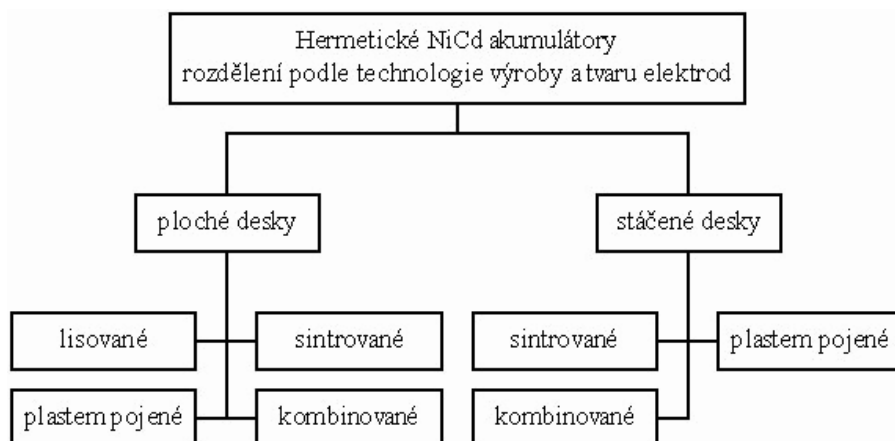 Hermetické NiCd akumulátory
rozdělení podle technologie výroby a tvaru elektrod
ploché desky
stáčené desky
lisované
sintrované
sintrované
plastem pojené
plastem pojené
kombinované
kombinované